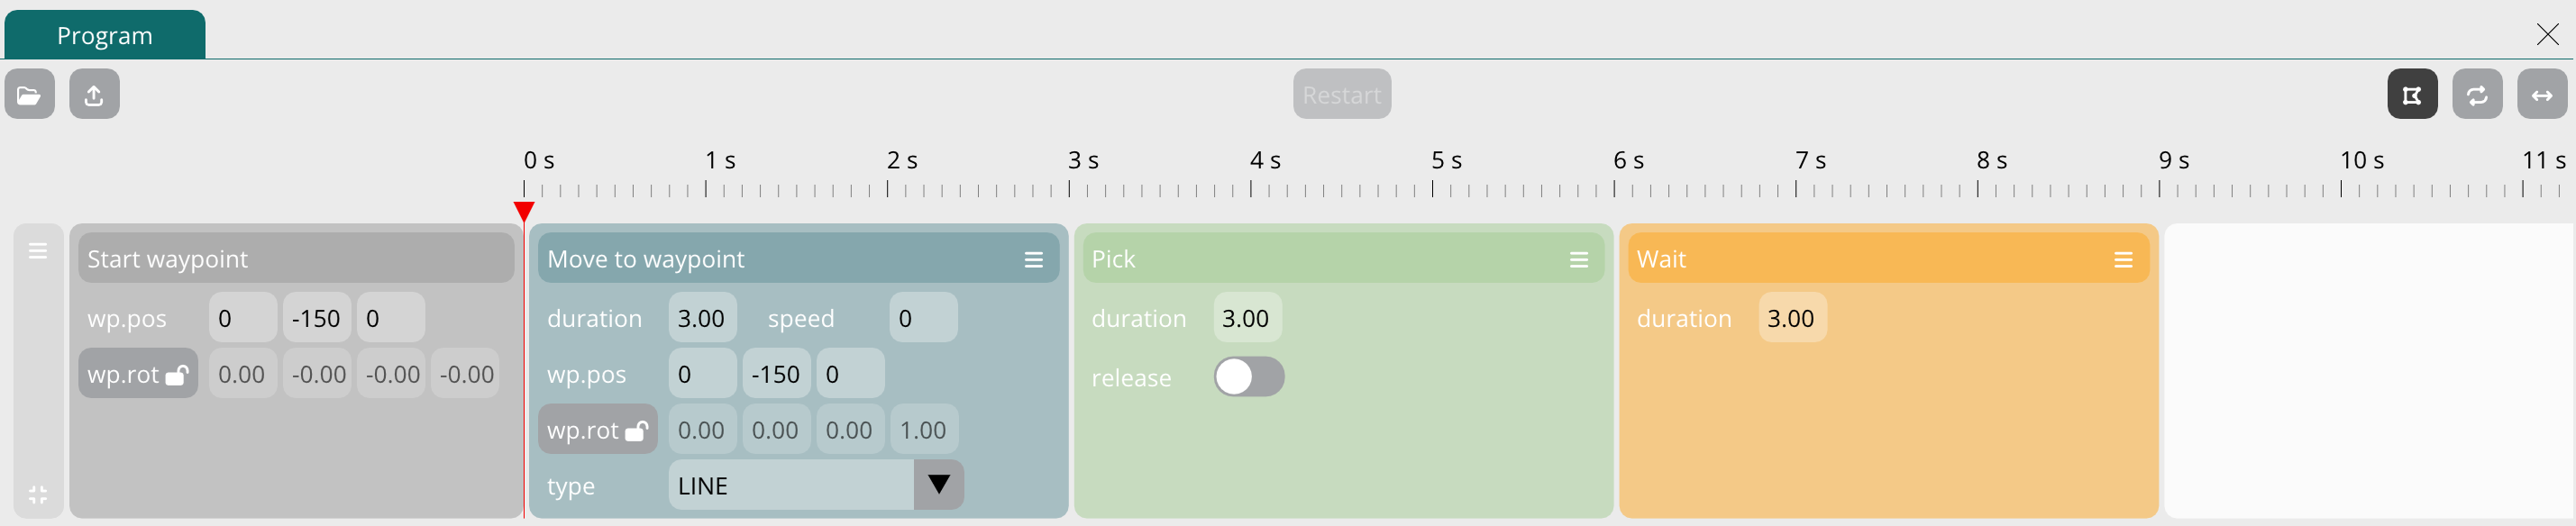 Program
Restart
0 s 1 s 2 s 3 s 4 s 5 s 6 s 7 s 8 s 9 s 10 s 11 s
Start waypoint
wp.pos 0 -150 0
wp.rot 0.00 -0.00 -0.00 -0.00
Move to waypoint
duration 3.00 speed 0
wp.pos 0 -150 0
wp.rot 0.00 0.00 0.00 1.00
type LINE
Pick
duration 3.00
release
Wait
duration 3.00